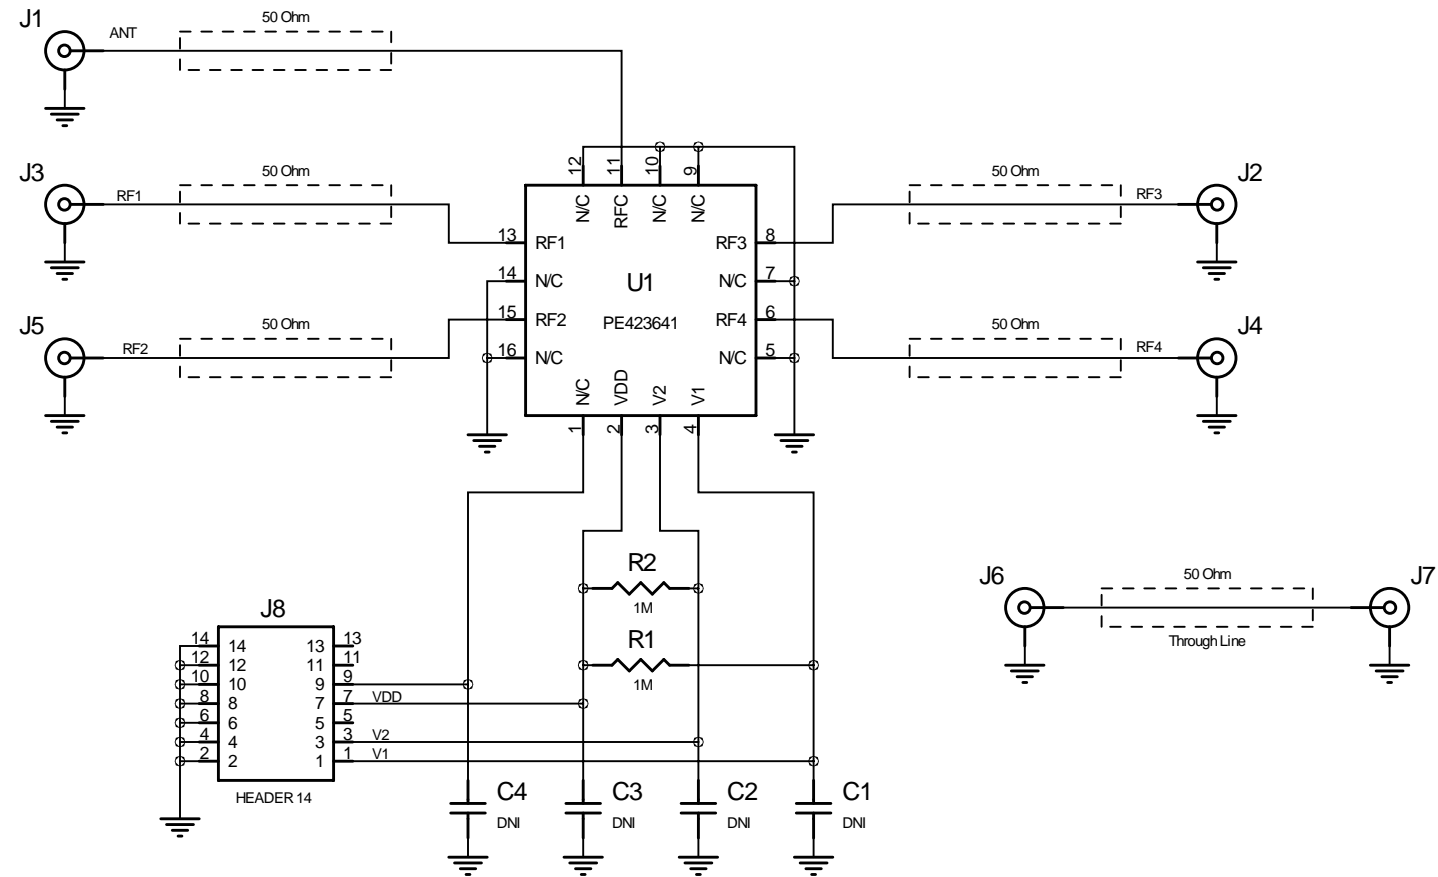 J1
ANT
50 Ohm
J3
RF1
50 Ohm
J5
RF2
50 Ohm
12
11
10
9
N/C
RFC
N/C
N/C
13
RF1
14
N/C
15
RF2
16
N/C
U1
PE423641
RF3
8
N/C
7
RF4
6
N/C
5
N/C
VDD
V2
V1
1
2
3
4
50 Ohm
RF3
J2
50 Ohm
RF4
J4
R2
1M
R1
1M
J6
50 Ohm
J7
Through Line
J8
14 14 13 13
12 12 11 11
10 10 9 9
8 8 7 7 VDD
6 6 5 5
4 4 3 3 V2
2 2 1 1 V1
HEADER 14
C4
DNI
C3
DNI
C2
DNI
C1
DNI